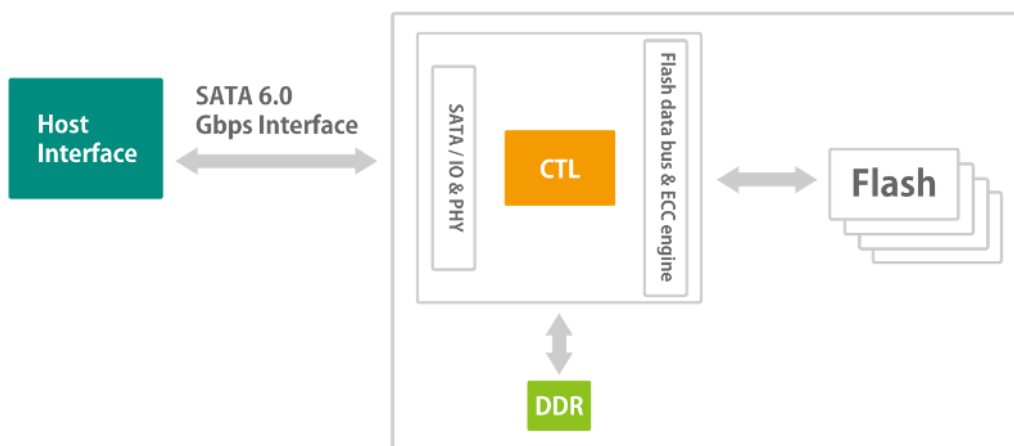 Host
Interface
SATA 6.0
Gbps Interface
SATA / IO & PHY
CTL
Flash data bus & ECC engine
Flash
DDR